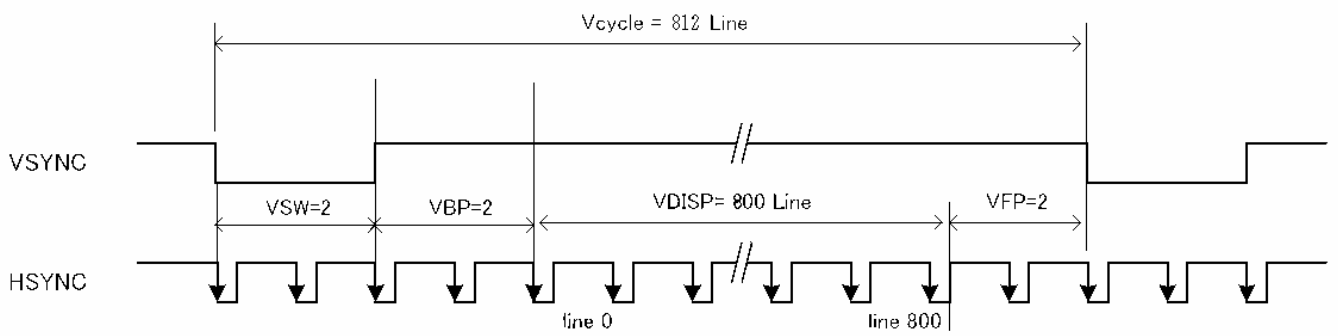 Vcycle = 812 Line
VSYNC
VSW=2
VBP=2
VDISP= 800 Line
VFP=2
HSYNC
line 0
line 800